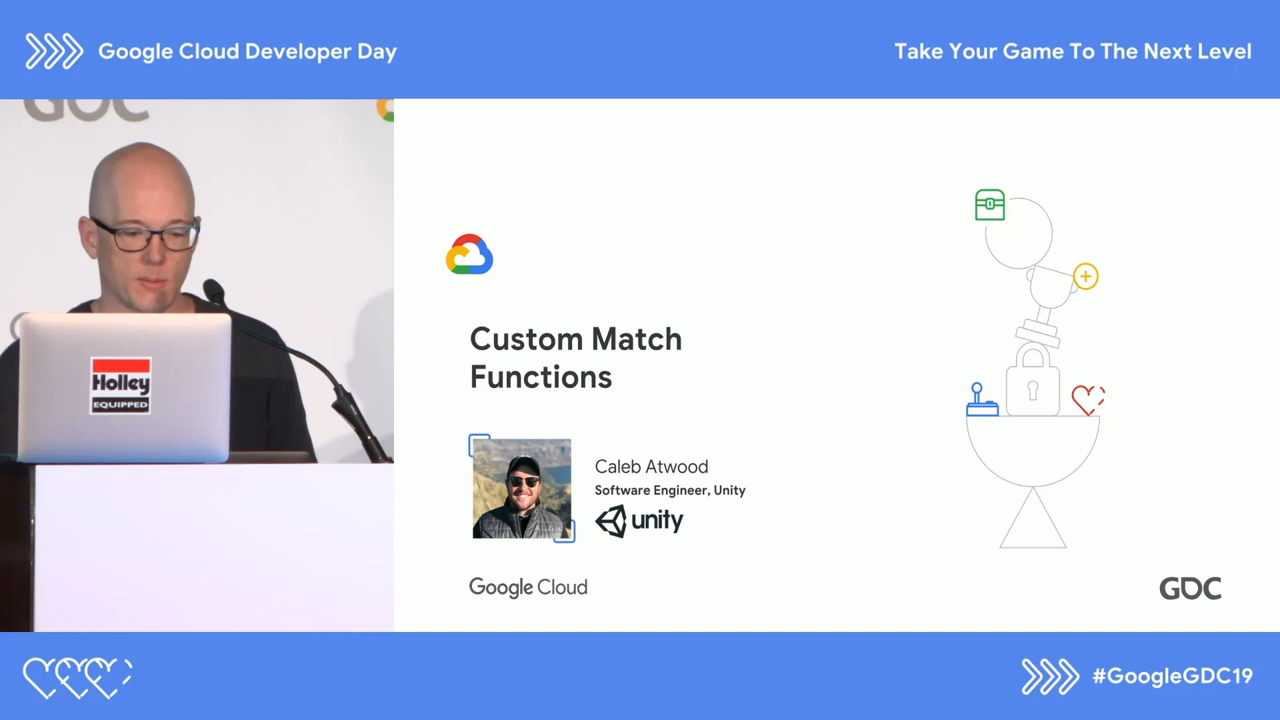 Google Cloud Developer Day
Take Your Game To The Next Level
GDC
Holley
EQUIPPED
Custom Match
Functions
Caleb Atwood
Software Engineer, Unity
unity
Google Cloud
GDC
#GoogleGDC19